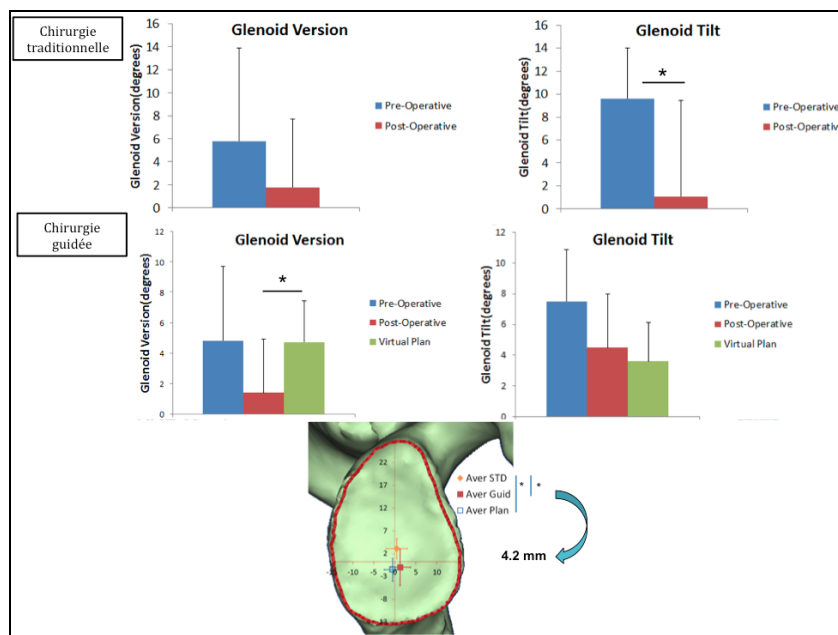 Chirurgie
traditionnelle
Glenoid Version
Glenoid Version(degrees)
16
14
12
10
8
6
4
2
0
Pre-Operative
Post-Operative
Glenoid Tilt
Glenoid Tilt(degrees)
16
14
12
10
8
6
4
2
0
*
Pre-Operative
Post-Operative
Chirurgie
guidée
Glenoid Version
Glenoid Version(degrees)
12
10
8
6
4
2
0
*
Pre-Operative
Post-Operative
Virtual Plan
Glenoid Tilt
Glenoid Tilt(degrees)
12
10
8
6
4
2
0
Pre-Operative
Post-Operative
Virtual Plan
22
17
12
7
2
-3
-8
-13
-15 -10 -5 0 5 10
Aver STD
Aver Guid
Aver Plan
* *
4.2 mm